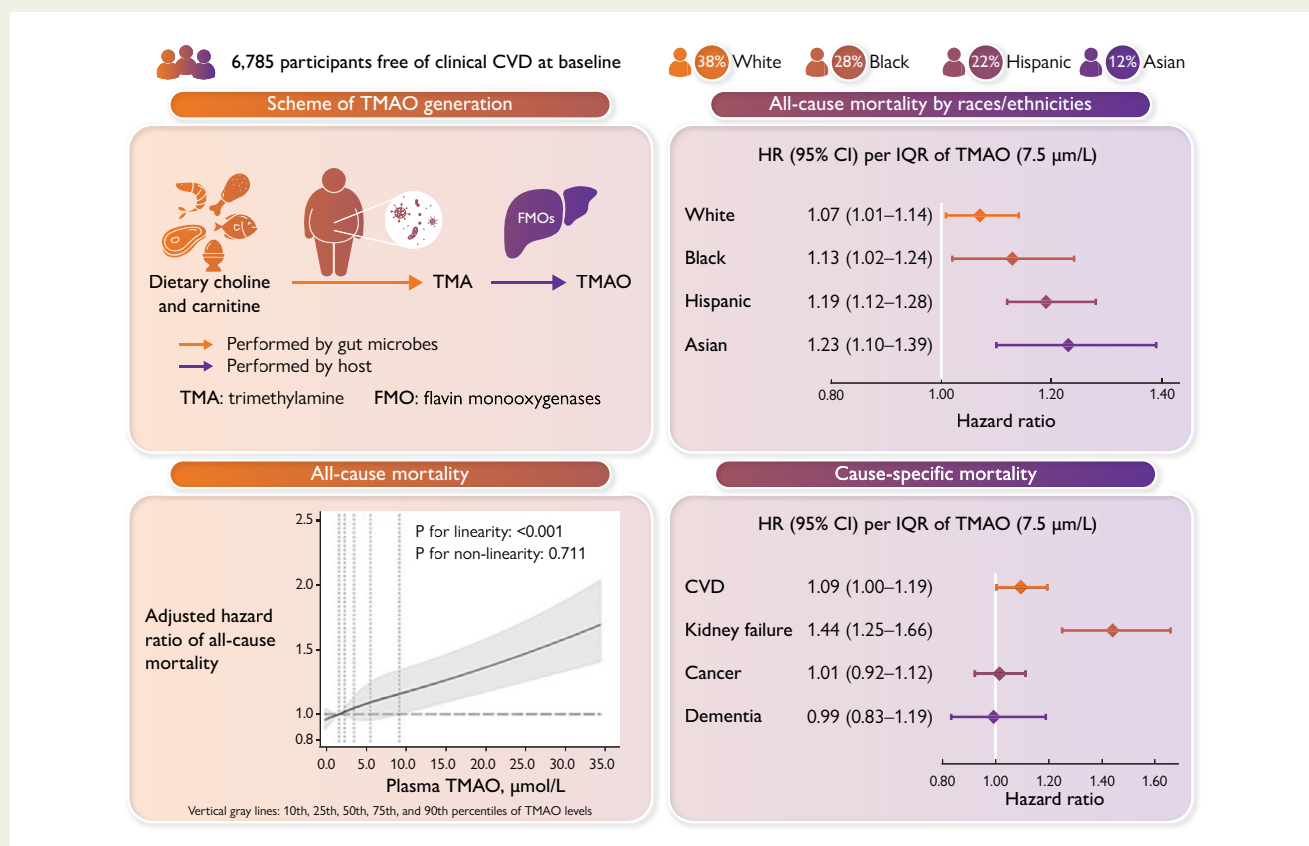 6,785 participants free of clinical CVD at baseline
38% White
28% Black
22% Hispanic
12% Asian
Scheme of TMAO generation
FMOs
Dietary choline
and carnitine
TMA
TMAO
Performed by gut microbes
Performed by host
TMA: trimethylamine
FMO: flavin monooxygenases
All-cause mortality by races/ethnicities
HR (95% CI) per IQR of TMAO (7.5 μm/L)
White 1.07 (1.01–1.14)
Black 1.13 (1.02–1.24)
Hispanic 1.19 (1.12–1.28)
Asian 1.23 (1.10–1.39)
0.80 1.00 1.20 1.40
Hazard ratio
All-cause mortality
P for linearity: <0.001
P for non-linearity: 0.711
Adjusted hazard
ratio of all-cause
mortality
2.5
2.0
1.5
1.0
0.8
0.0 5.0 10.0 15.0 20.0 25.0 30.0 35.0
Plasma TMAO, μmol/L
Vertical gray lines: 10th, 25th, 50th, 75th, and 90th percentiles of TMAO levels
Cause-specific mortality
HR (95% CI) per IQR of TMAO (7.5 μm/L)
CVD 1.09 (1.00–1.19)
Kidney failure 1.44 (1.25–1.66)
Cancer 1.01 (0.92–1.12)
Dementia 0.99 (0.83–1.19)
0.80 1.00 1.20 1.40 1.60
Hazard ratio